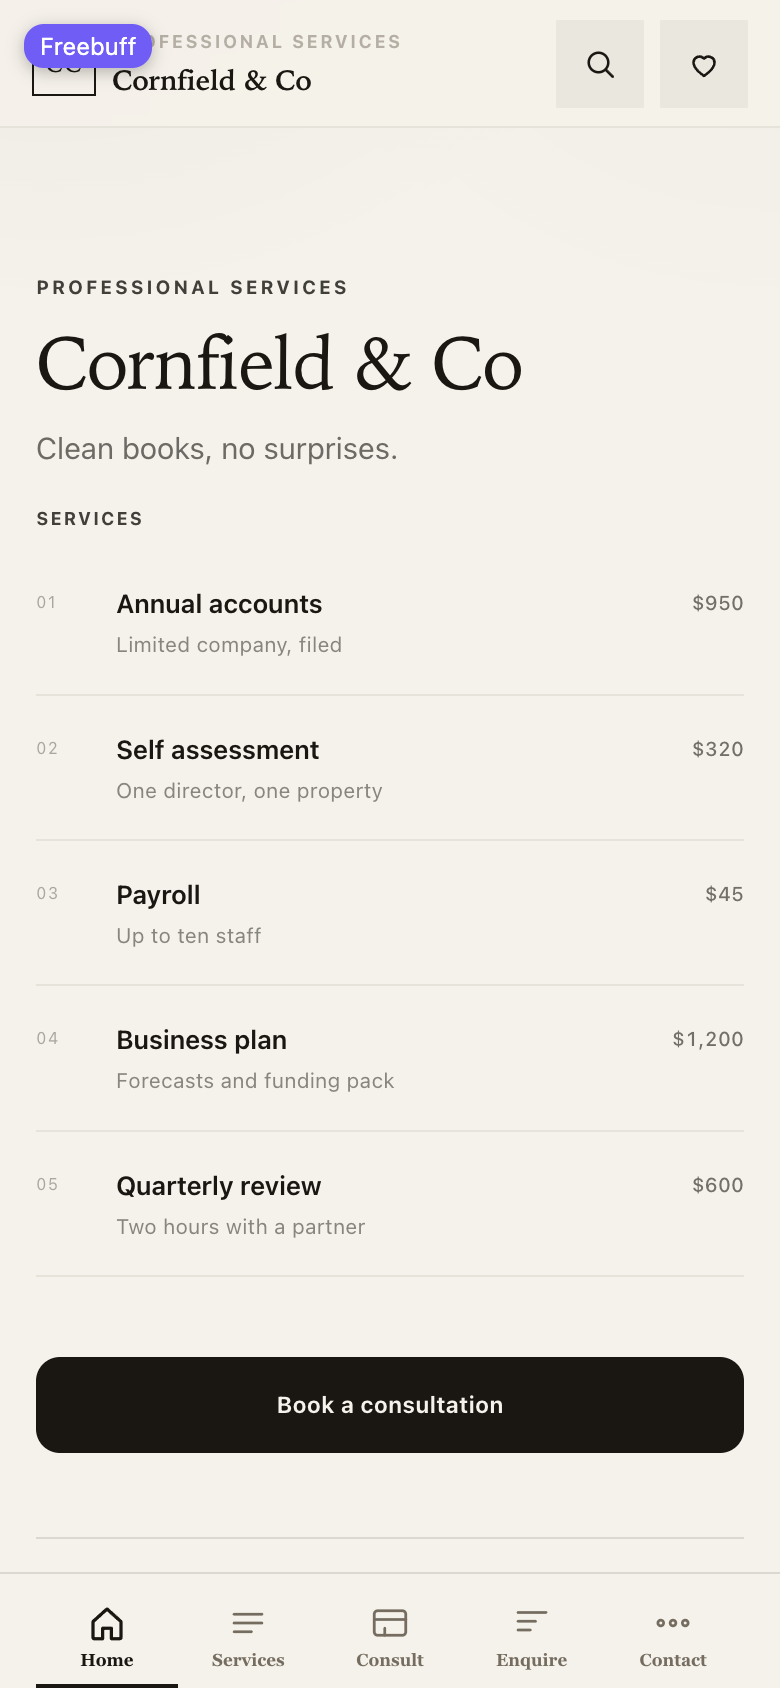 Freebuff
PROFESSIONAL SERVICES
Cornfield & Co
PROFESSIONAL SERVICES
Cornfield & Co
Clean books, no surprises.
SERVICES
01 Annual accounts $950
Limited company, filed
02 Self assessment $320
One director, one property
03 Payroll $45
Up to ten staff
04 Business plan $1,200
Forecasts and funding pack
05 Quarterly review $600
Two hours with a partner
Book a consultation
Home Services Consult Enquire Contact